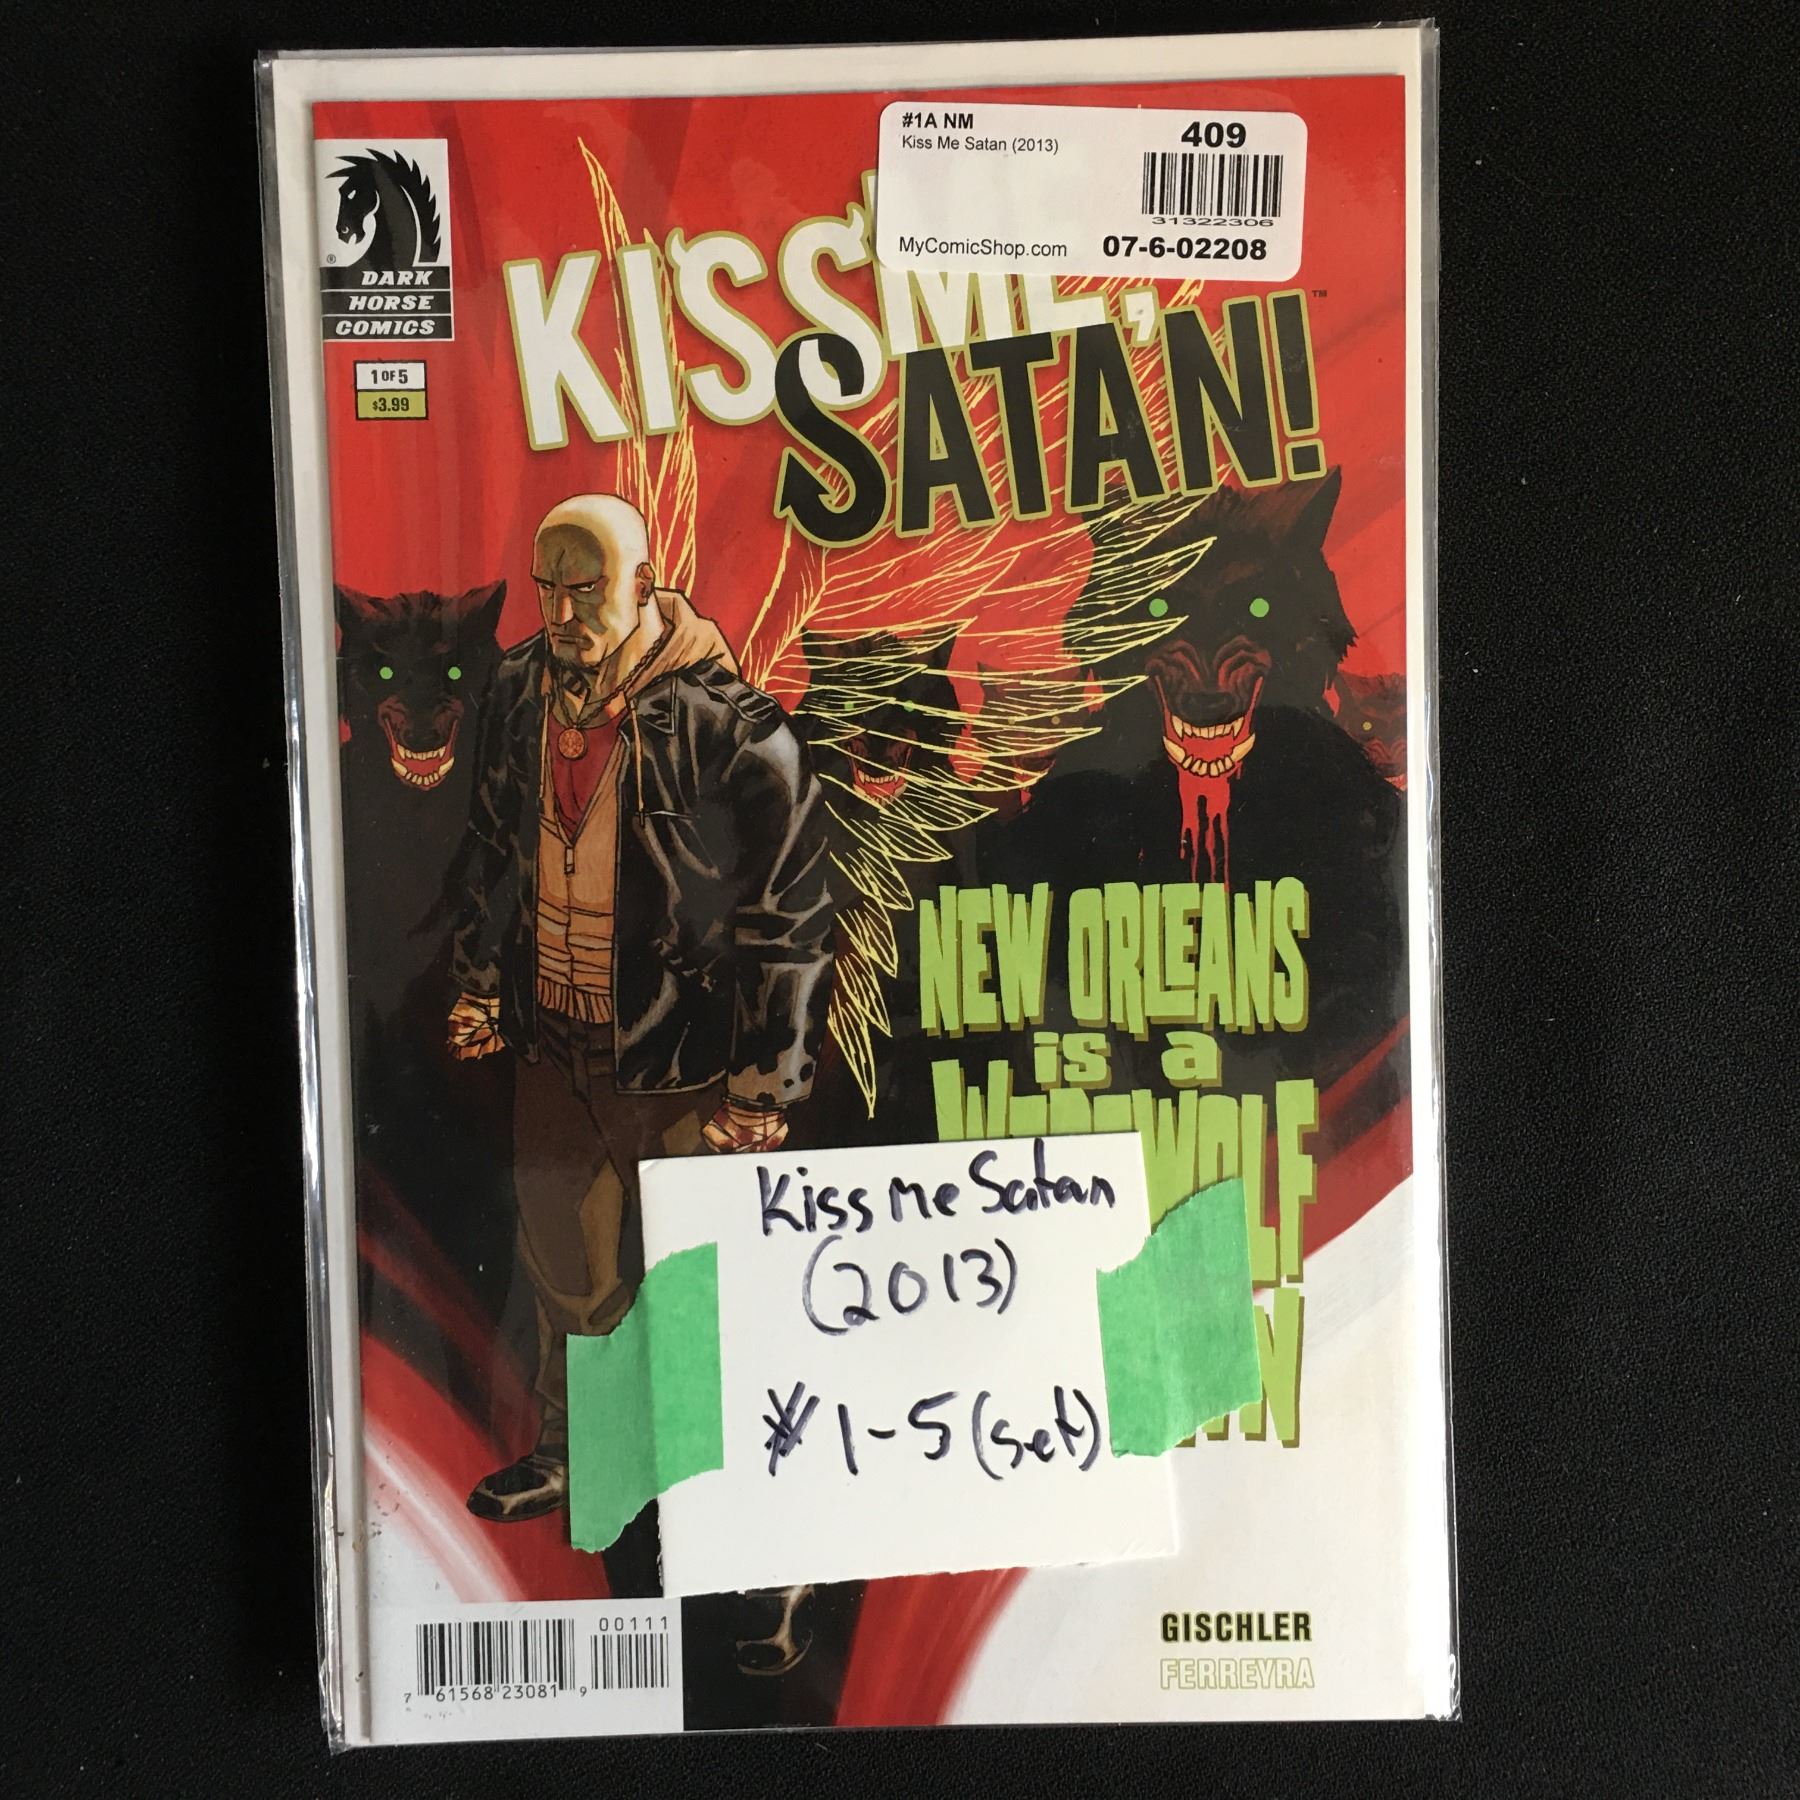 #1A NM
Kiss Me Satan (2013)
409
31322306
MyComicShop.com
07-6-02208
DARK
HORSE
COMICS
®
1 OF 5
$3.99
KISS ME,
SATAN!
TM
NEW ORLEANS
is a
WEREWOLF
Kiss Me Satan
(2013)
# 1-5 (set)
00111
7 61568 23081 9
GISCHLER
FERREYRA